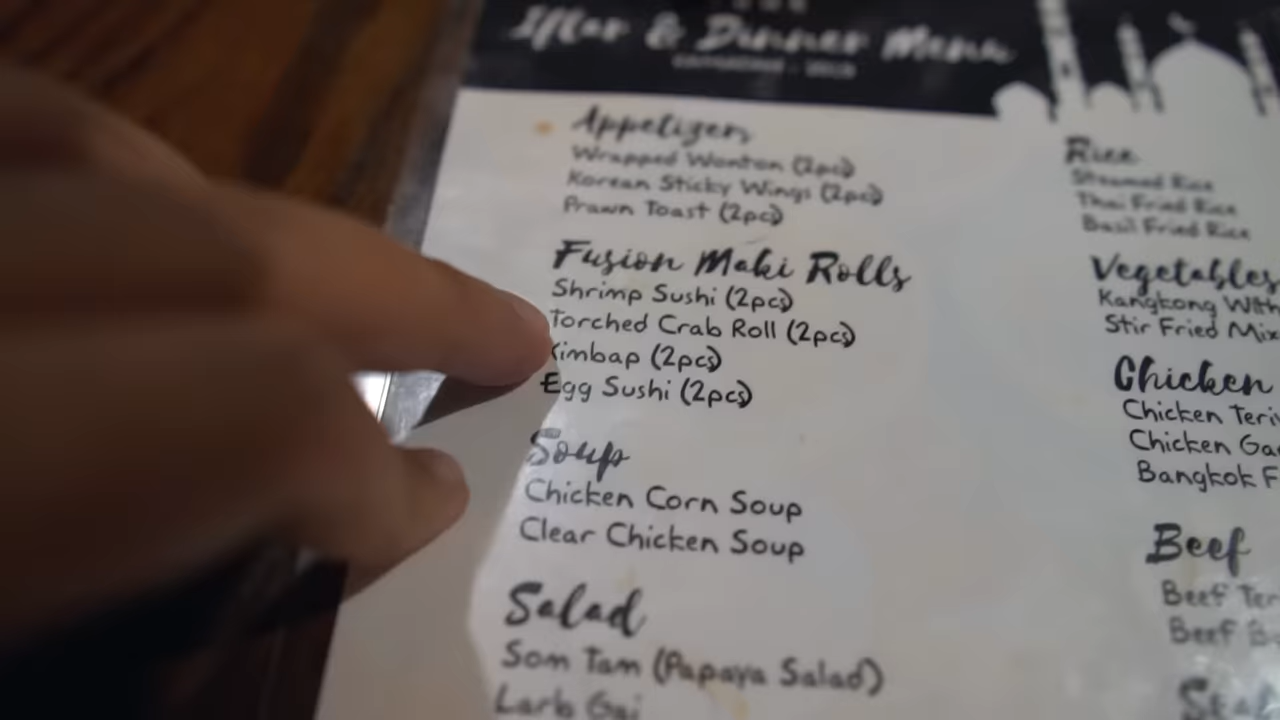 Iftar & Dinner Menu
Appetizers
Wrapped Wonton (2pcs)
Korean Sticky Wings (2pcs)
Prawn Toast (2pcs)
Fusion Maki Rolls
Shrimp Sushi (2pcs)
Torched Crab Roll (2pcs)
Kimbap (2pcs)
Egg Sushi (2pcs)
Soup
Chicken Corn Soup
Clear Chicken Soup
Salad
Som Tam (Papaya Salad)
Larb Gai
Rice
Steamed Rice
Thai Fried Rice
Basil Fried Rice
Vegetables
Kangkong With
Stir Fried Mix
Chicken
Chicken Teri
Chicken Ga
Bangkok F
Beef
Beef Ter
Beef B